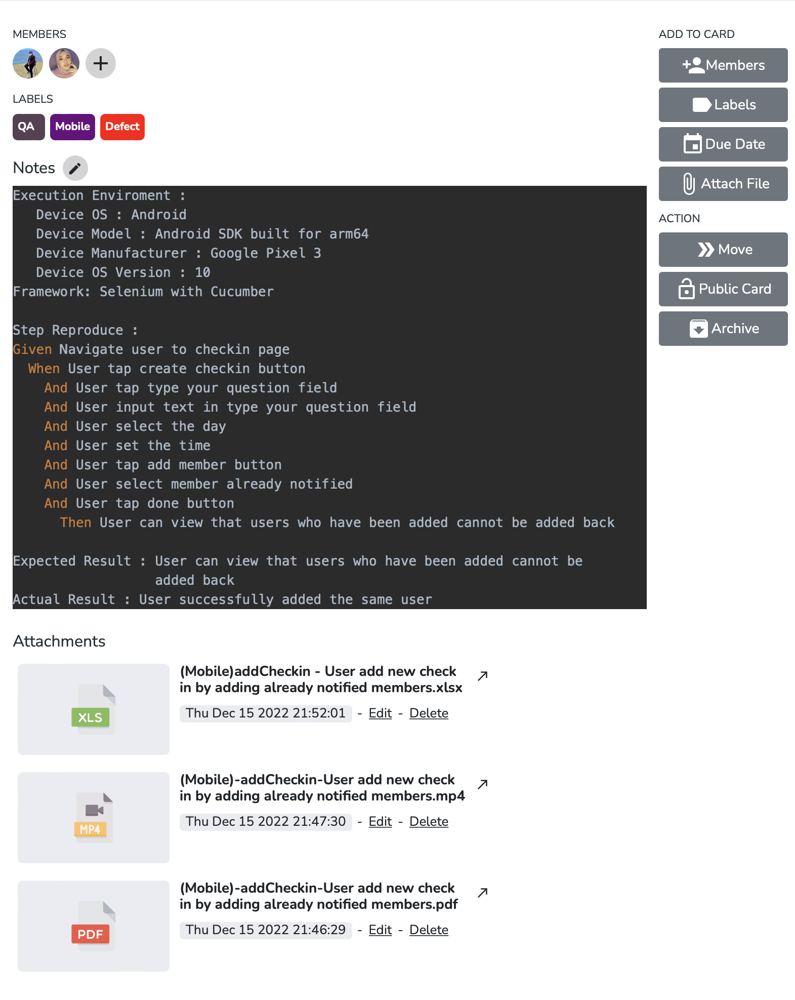 MEMBERS
LABELS
QA Mobile Defect
Notes
Execution Enviroment :
Device OS : Android
Device Model : Android SDK built for arm64
Device Manufacturer : Google Pixel 3
Device OS Version : 10
Framework: Selenium with Cucumber
Step Reproduce :
Given Navigate user to checkin page
When User tap create checkin button
And User tap type your question field
And User input text in type your question field
And User select the day
And User set the time
And User tap add member button
And User select member already notified
And User tap done button
Then User can view that users who have been added cannot be added back
Expected Result : User can view that users who have been added cannot be
added back
Actual Result : User successfully added the same user
Attachments
XLS
(Mobile)addCheckin - User add new check
in by adding already notified members.xlsx
Thu Dec 15 2022 21:52:01 - Edit - Delete
MP4
(Mobile)-addCheckin-User add new check
in by adding already notified members.mp4
Thu Dec 15 2022 21:47:30 - Edit - Delete
PDF
(Mobile)-addCheckin-User add new check
in by adding already notified members.pdf
Thu Dec 15 2022 21:46:29 - Edit - Delete
ADD TO CARD
Members
Labels
Due Date
Attach File
ACTION
Move
Public Card
Archive